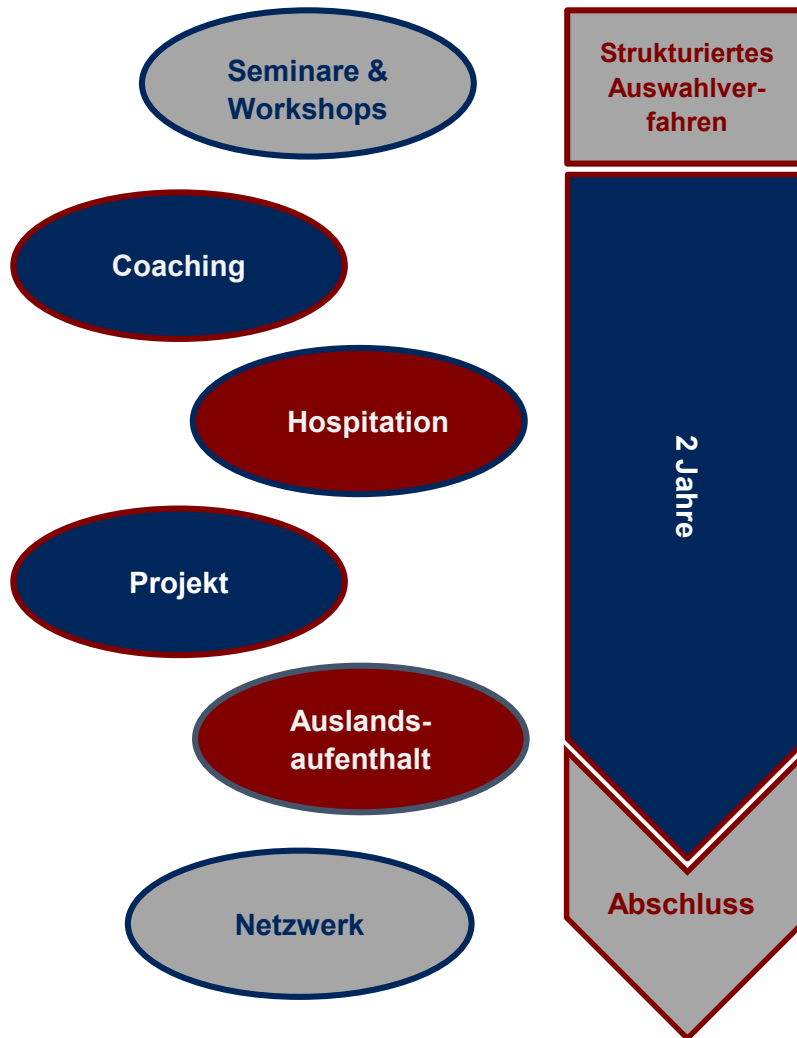 Seminare &
Workshops
Strukturiertes
Auswahlver-
fahren
Coaching
Hospitation
2 Jahre
Projekt
Auslands-
aufenthalt
Abschluss
Netzwerk